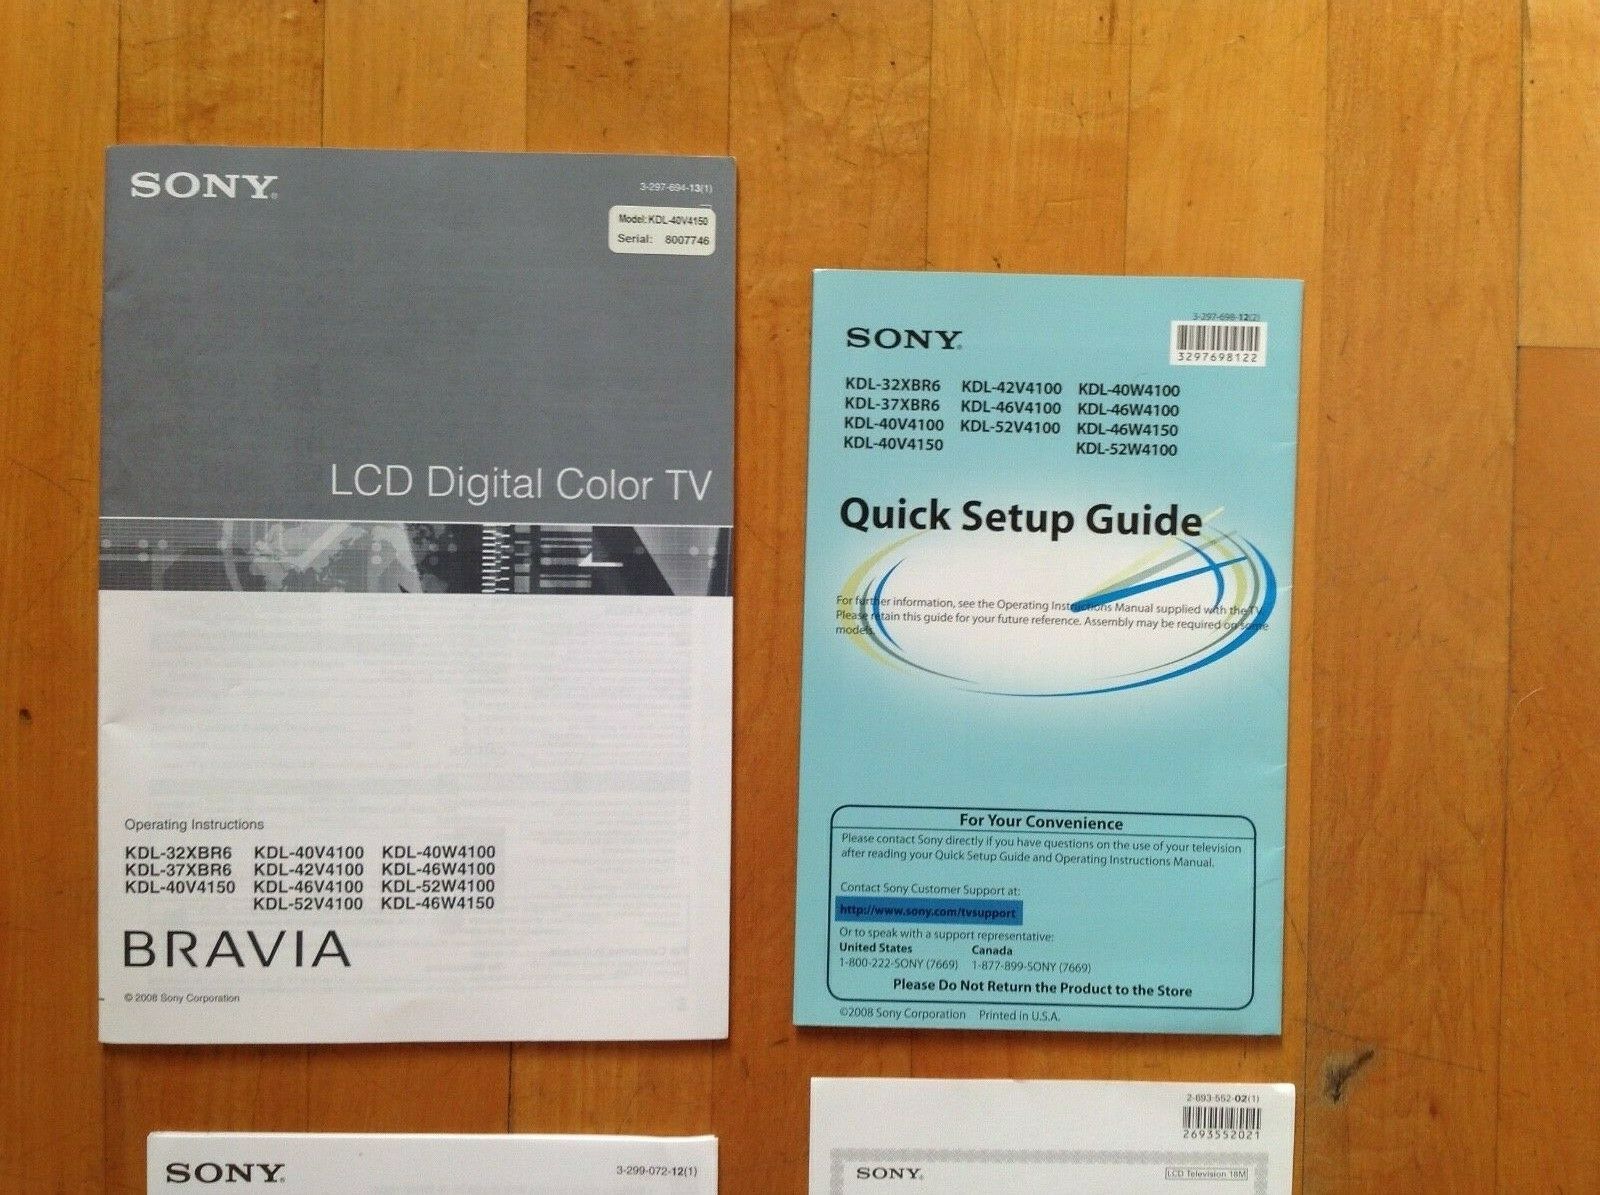 SONY
3-297-694-13(1)
Model: KDL-40V4150
Serial: 8007746
LCD Digital Color TV
Operating Instructions
KDL-32XBR6 KDL-40V4100 KDL-40W4100
KDL-37XBR6 KDL-42V4100 KDL-46W4100
KDL-40V4150 KDL-46V4100 KDL-52W4100
KDL-52V4100 KDL-46W4150
BRAVIA
© 2008 Sony Corporation
3-297-698-12(2)
SONY
3297698122
KDL-32XBR6 KDL-42V4100 KDL-40W4100
KDL-37XBR6 KDL-46V4100 KDL-46W4100
KDL-40V4100 KDL-52V4100 KDL-46W4150
KDL-40V4150 KDL-52W4100
Quick Setup Guide
For further information, see the Operating Instructions Manual supplied with the TV.
Please retain this guide for your future reference. Assembly may be required on some
models.
For Your Convenience
Please contact Sony directly if you have questions on the use of your television
after reading your Quick Setup Guide and Operating Instructions Manual.
Contact Sony Customer Support at:
http://www.sony.com/tvsupport
Or to speak with a support representative:
United States Canada
1-800-222-SONY (7669) 1-877-899-SONY (7669)
Please Do Not Return the Product to the Store
©2008 Sony Corporation Printed in U.S.A.
SONY
3-299-072-12(1)
2-693-552-02(1)
2693552021
SONY
LCD Television 18M